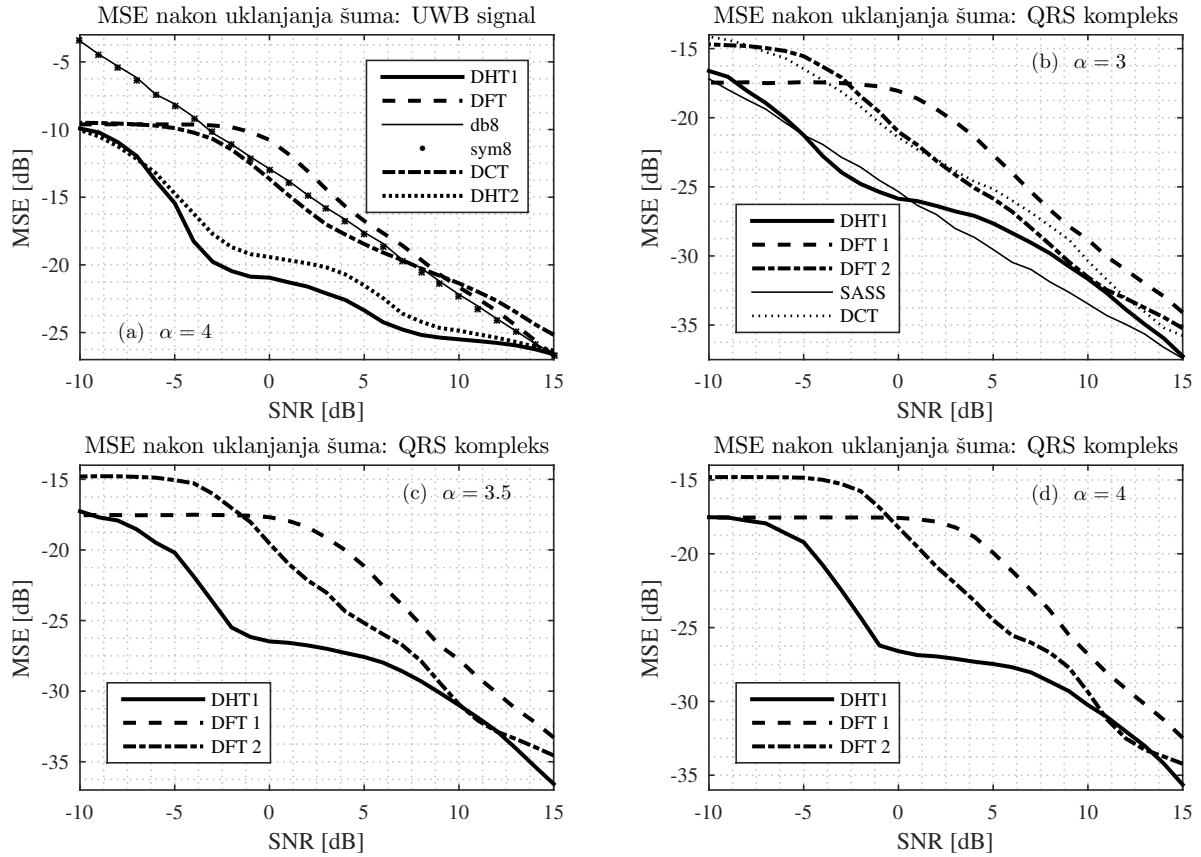 MSE nakon uklanjanja šuma: UWB signal
MSE [dB]
-5
-10
-15
-20
-25
DHT1
DFT
db8
sym8
DCT
DHT2
(a) α = 4
-10 -5 0 5 10 15
SNR [dB]
MSE nakon uklanjanja šuma: QRS kompleks
MSE [dB]
-15
-20
-25
-30
-35
(b) α = 3
DHT1
DFT 1
DFT 2
SASS
DCT
-10 -5 0 5 10 15
SNR [dB]
MSE nakon uklanjanja šuma: QRS kompleks
MSE [dB]
-15
-20
-25
-30
-35
(c) α = 3.5
DHT1
DFT 1
DFT 2
-10 -5 0 5 10 15
SNR [dB]
MSE nakon uklanjanja šuma: QRS kompleks
MSE [dB]
-15
-20
-25
-30
-35
(d) α = 4
DHT1
DFT 1
DFT 2
-10 -5 0 5 10 15
SNR [dB]